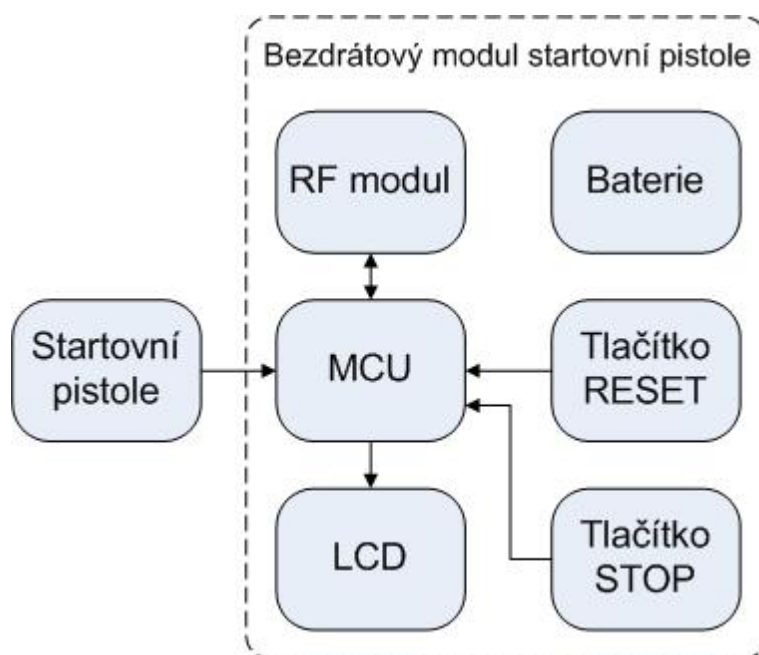 Bezdrátový modul startovní pistole
RF modul
Baterie
Startovní
pistole
MCU
Tlačítko
RESET
LCD
Tlačítko
STOP